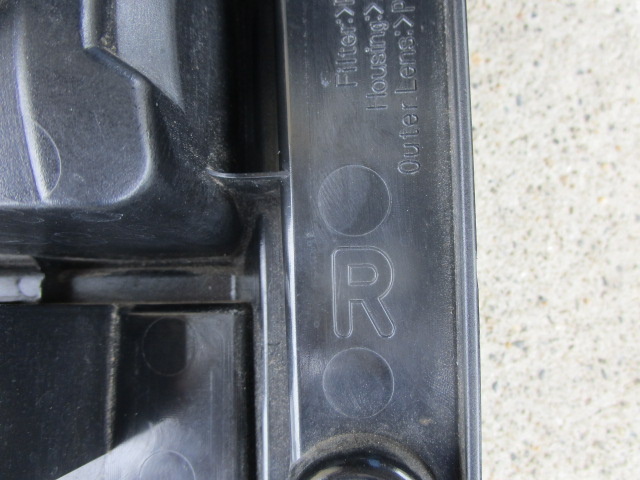 Filter:>
Housing:>
Outer Lens:>P
R